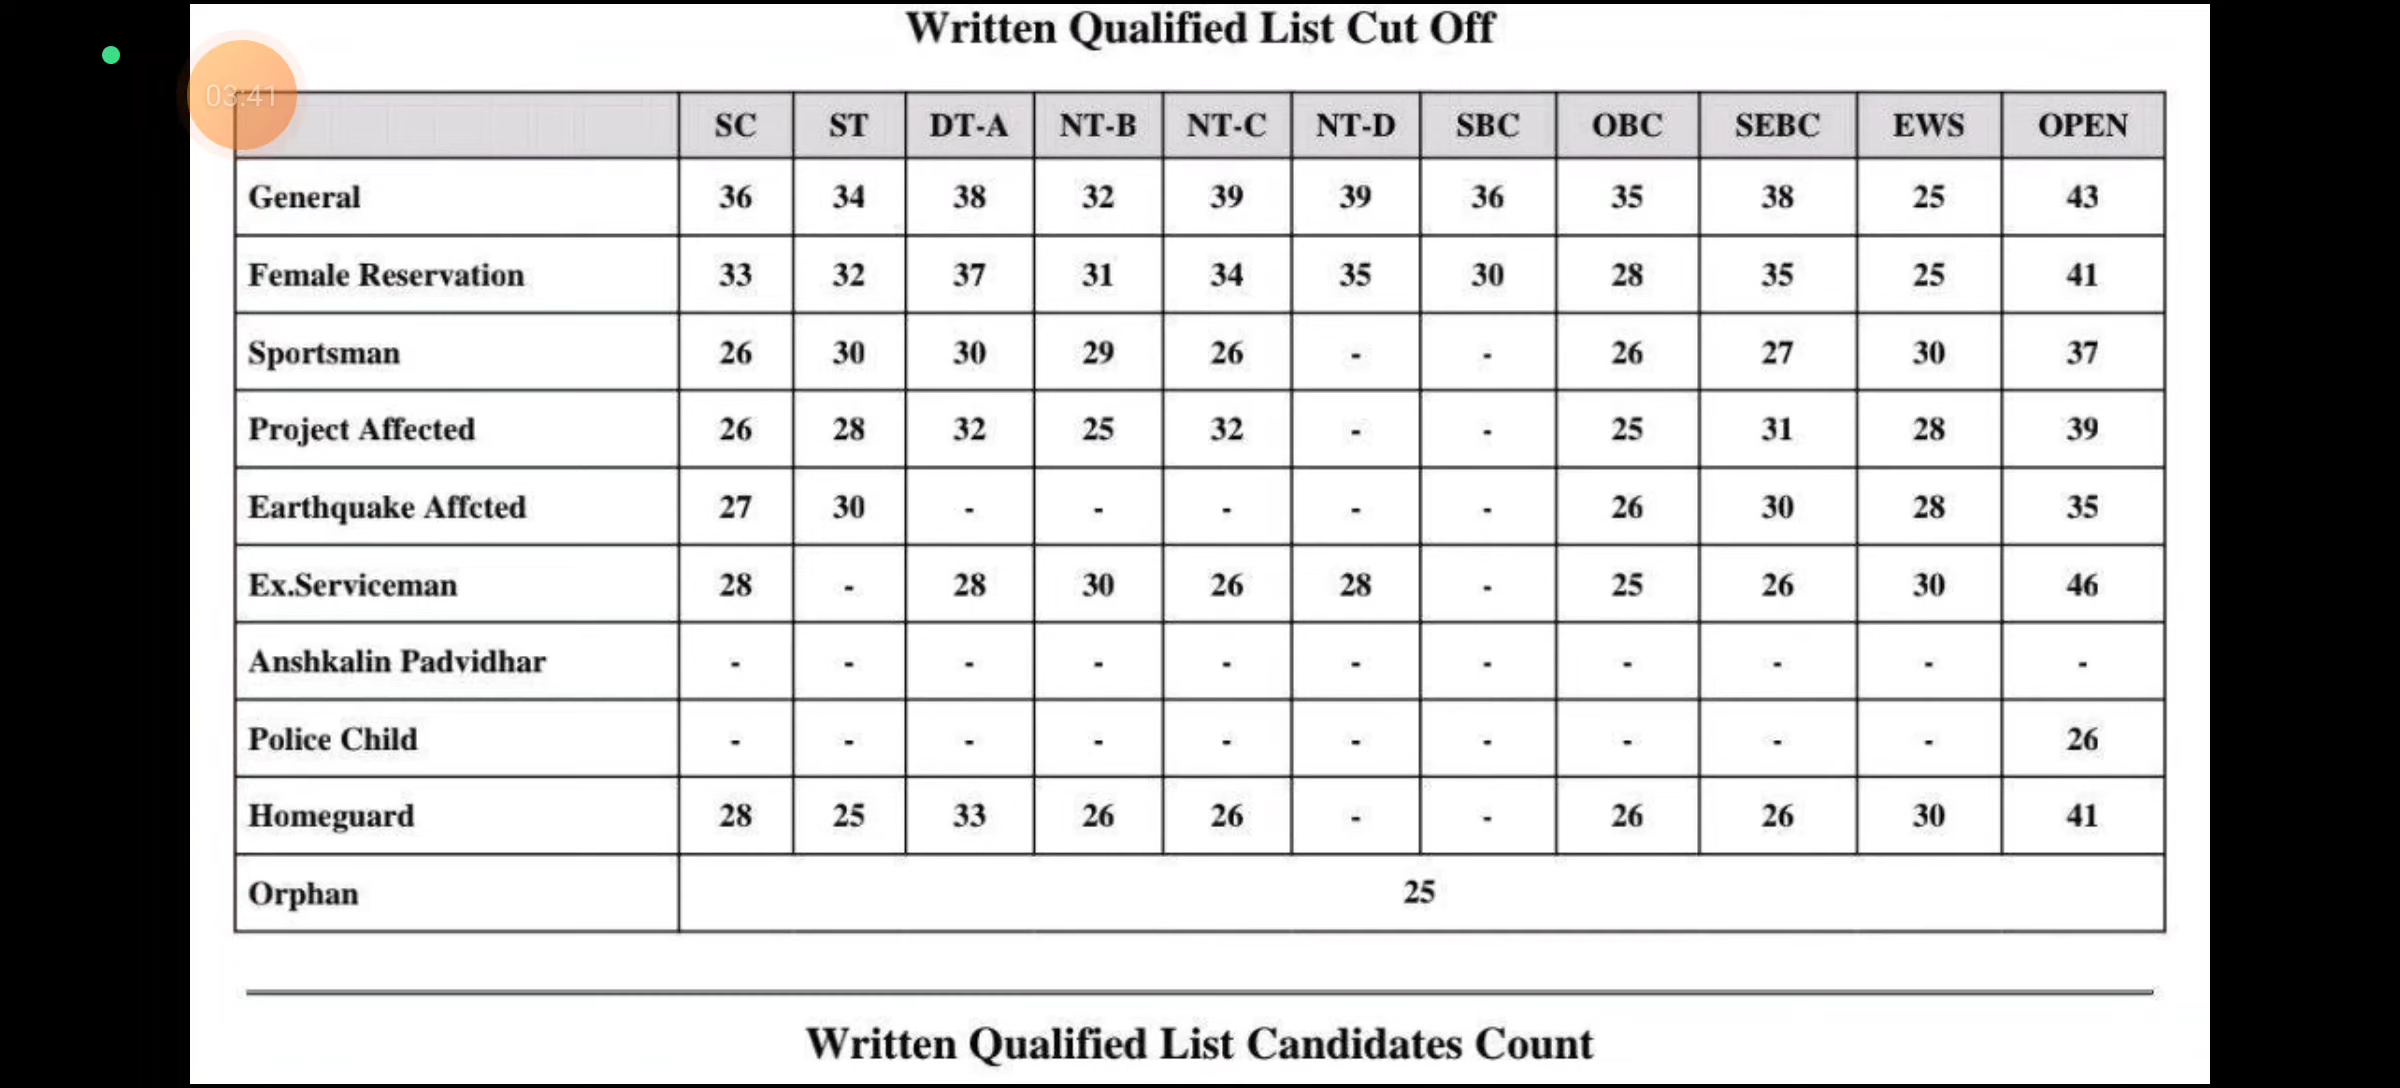 Written Qualified List Cut Off
03:41
SC ST DT-A NT-B NT-C NT-D SBC OBC SEBC EWS OPEN
General 36 34 38 32 39 39 36 35 38 25 43
Female Reservation 33 32 37 31 34 35 30 28 35 25 41
Sportsman 26 30 30 29 26 - - 26 27 30 37
Project Affected 26 28 32 25 32 - - 25 31 28 39
Earthquake Affcted 27 30 - - - - - 26 30 28 35
Ex.Serviceman 28 - 28 30 26 28 - 25 26 30 46
Anshkalin Padvidhar - - - - - - - - - - -
Police Child - - - - - - - - - - 26
Homeguard 28 25 33 26 26 - - 26 26 30 41
Orphan 25
Written Qualified List Candidates Count